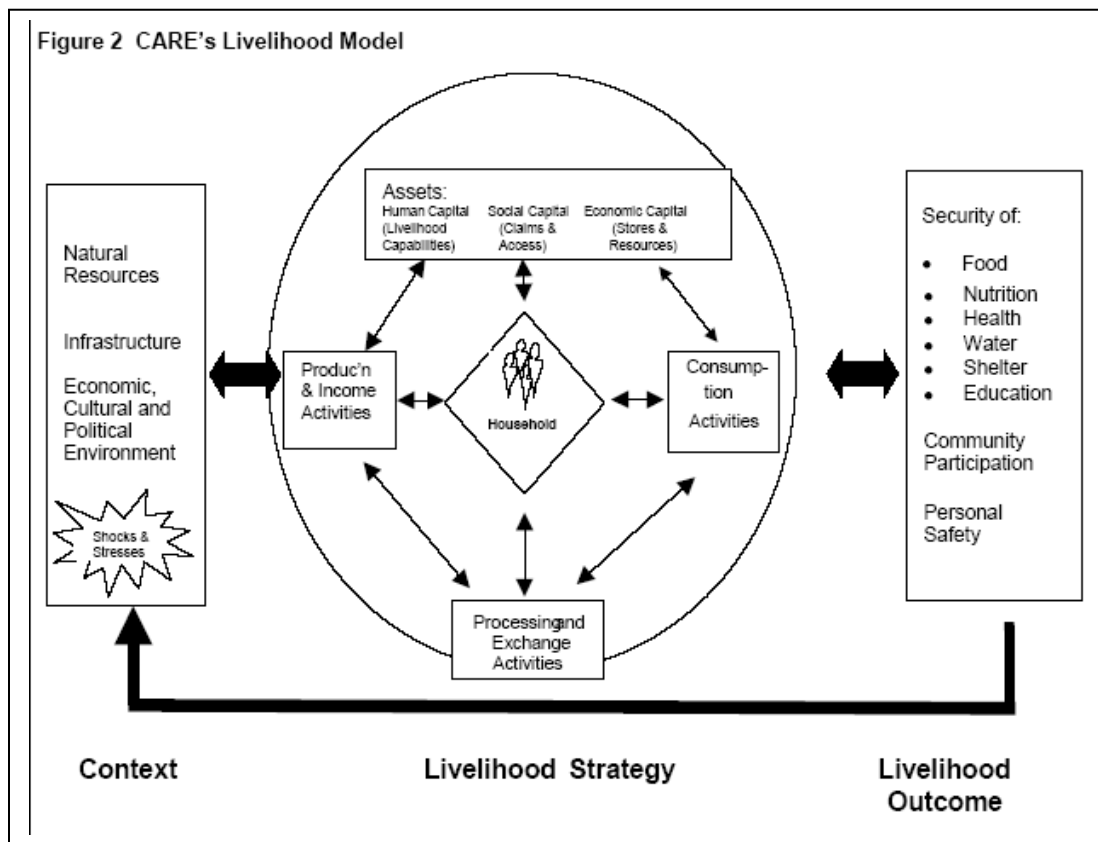 Figure 2 CARE's Livelihood Model
Natural
Resources
Infrastructure
Economic,
Cultural and
Political
Environment
Shocks &
Stresses
Assets:
Human Capital Social Capital Economic Capital
(Livelihood (Claims & (Stores &
Capabilities) Access) Resources)
Produc'n
& Income
Activities
Household
Consump-
tion
Activities
Processing and
Exchange
Activities
Security of:
• Food
• Nutrition
• Health
• Water
• Shelter
• Education
Community
Participation
Personal
Safety
Context
Livelihood Strategy
Livelihood
Outcome